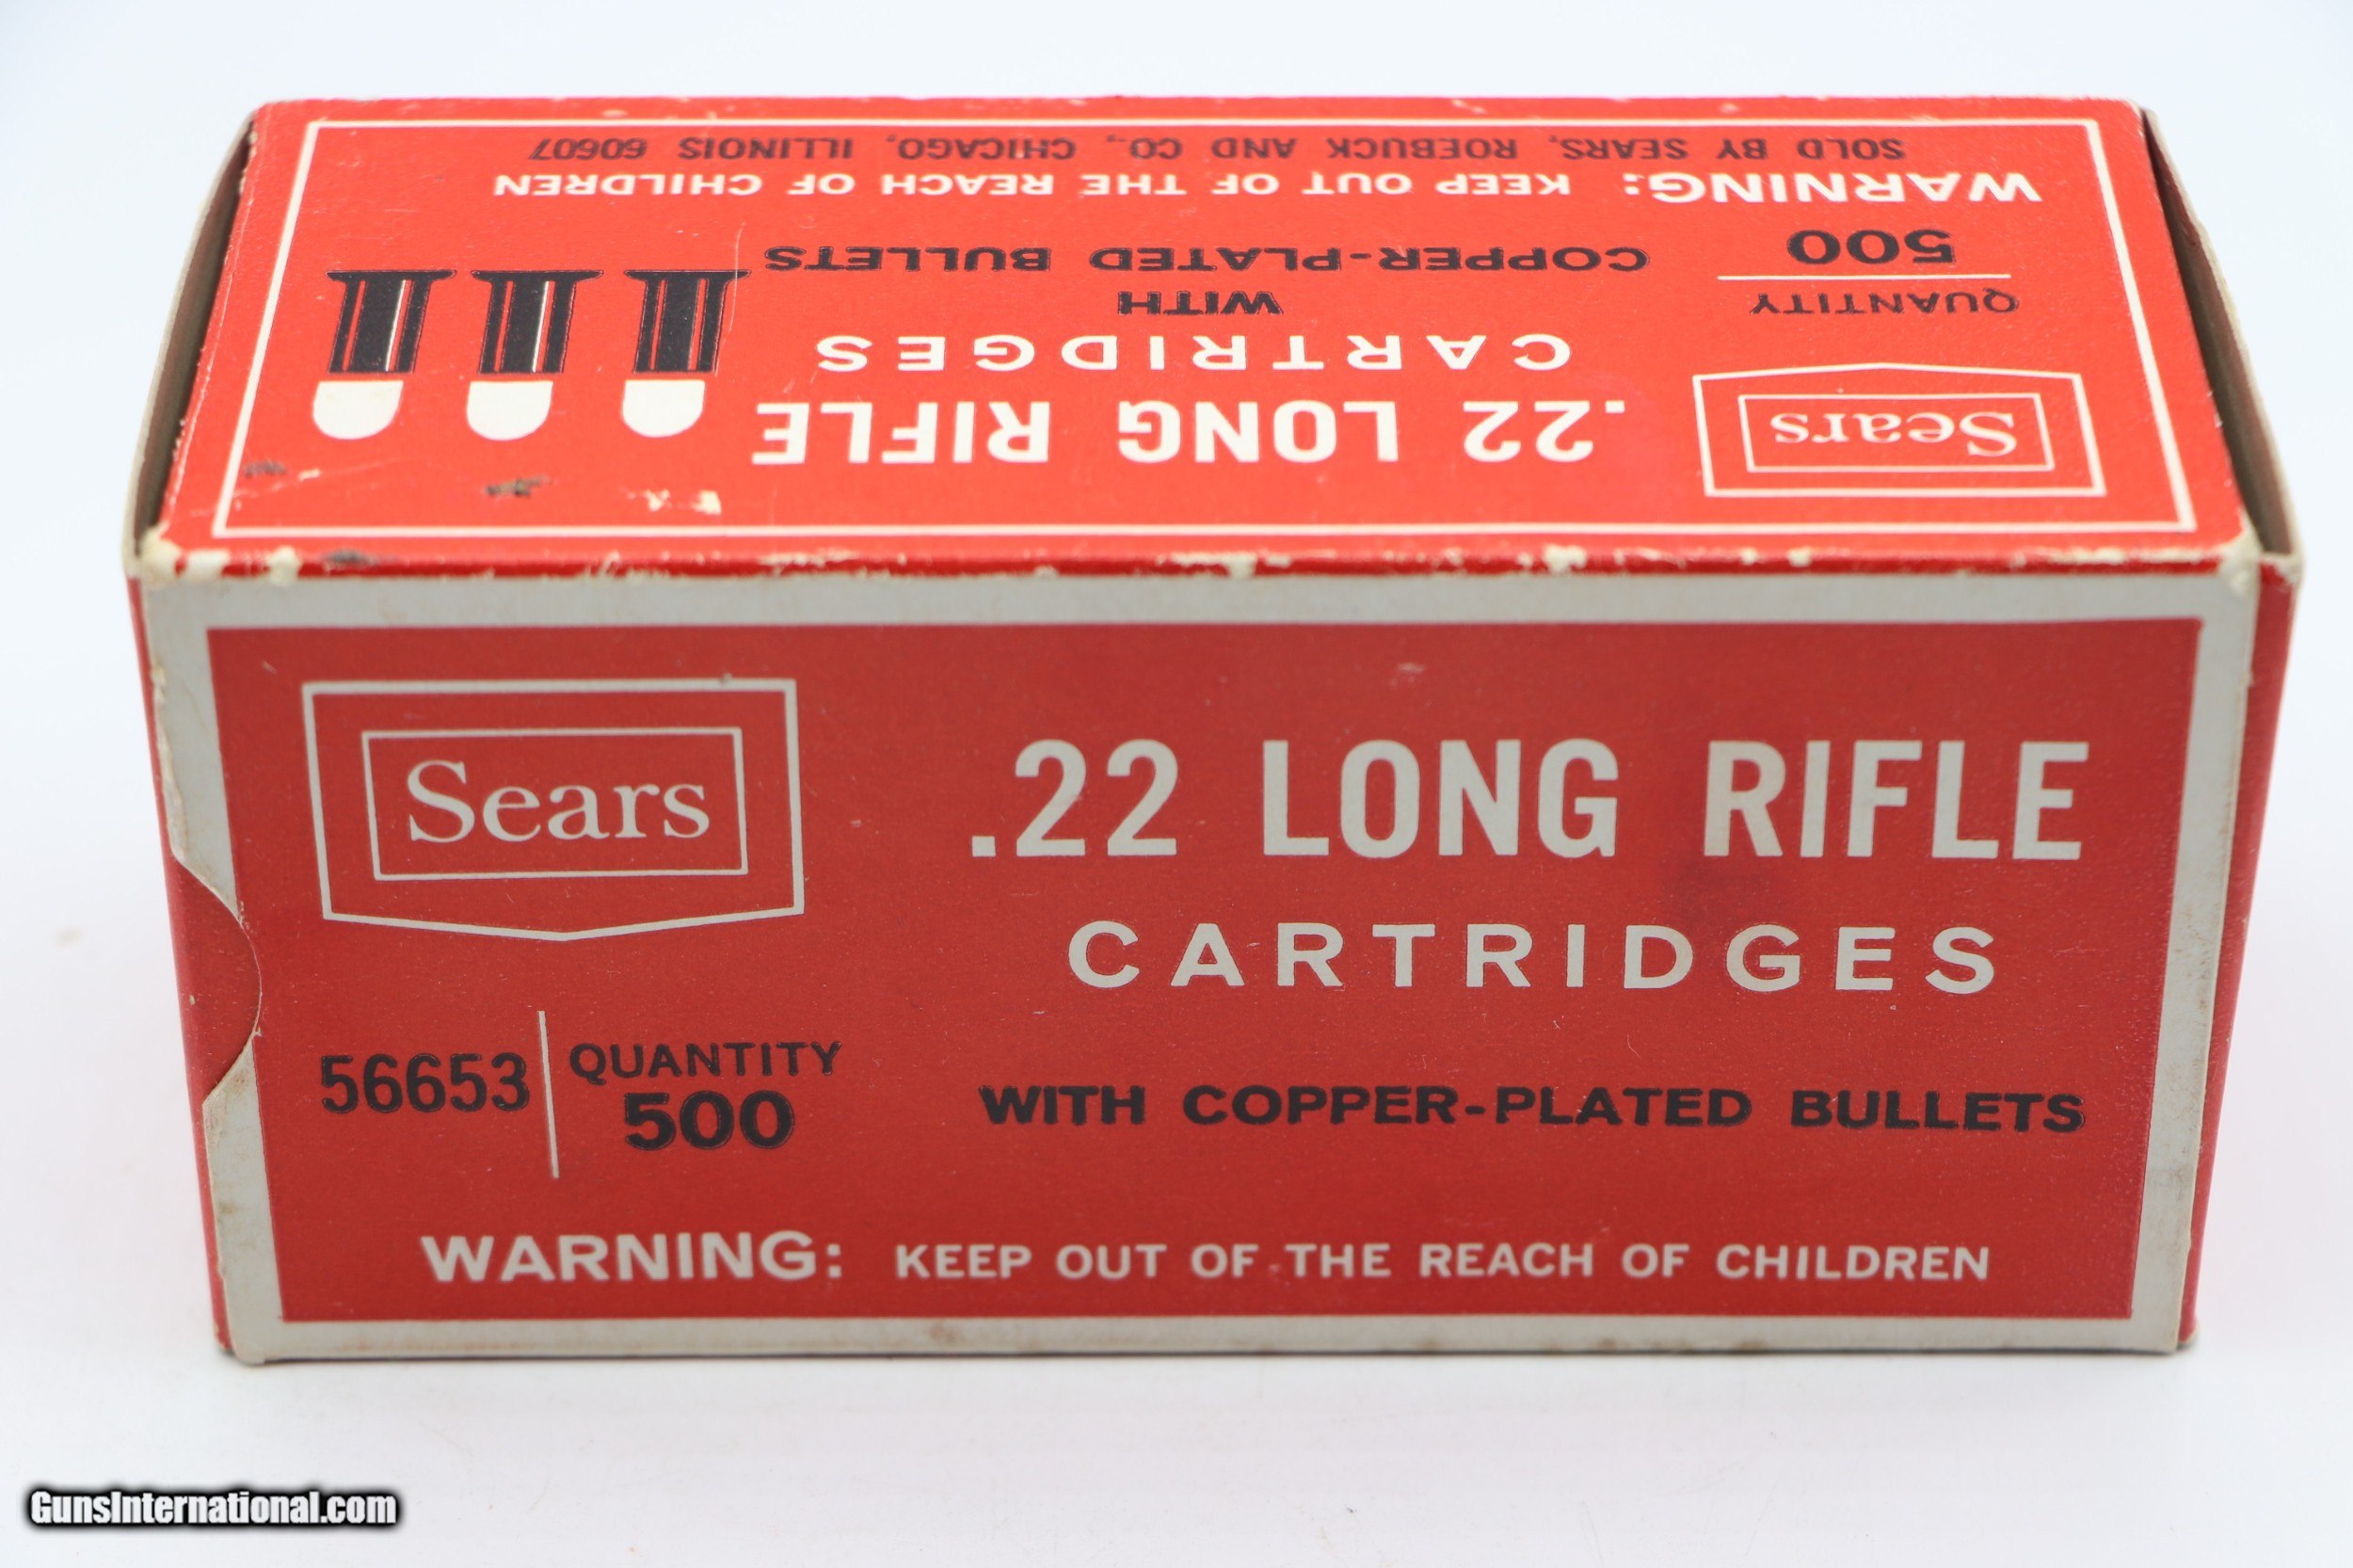 Sears
.22 LONG RIFLE
CARTRIDGES
WITH
COPPER-PLATED BULLETS
QUANTITY
500
WARNING: KEEP OUT OF THE REACH OF CHILDREN
SOLD BY SEARS, ROEBUCK AND CO., CHICAGO, ILLINOIS 60607
Sears
.22 LONG RIFLE
CARTRIDGES
56653
QUANTITY
500
WITH COPPER-PLATED BULLETS
WARNING: KEEP OUT OF THE REACH OF CHILDREN
GunsInternational.com